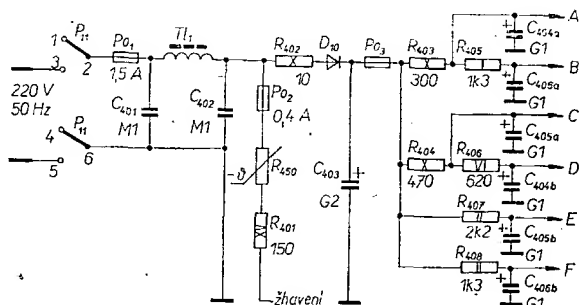 P₁₁ Po₁ Tl₁ R₄₀₂ D₁₀ Po₃ R₄₀₃ R₄₀₅ C₄₀₄ₐ A
1 2 3 1,5 A 10 300 1k3 G1 B
220 V
50 Hz
C₄₀₁ M1 C₄₀₂ M1 Po₂ 0,4 A C₄₀₅ₐ G1 C
P₁₁ 4 5 6
-ϑ R₄₅₀ C₄₀₃ G2 R₄₀₄ 470 R₄₀₆ 620 C₄₀₄b G1 D
R₄₀₁ 150 R₄₀₇ 2k2 C₄₀₅b G1 E
R₄₀₈ 1k3 C₄₀₆b G1 F
žhavení